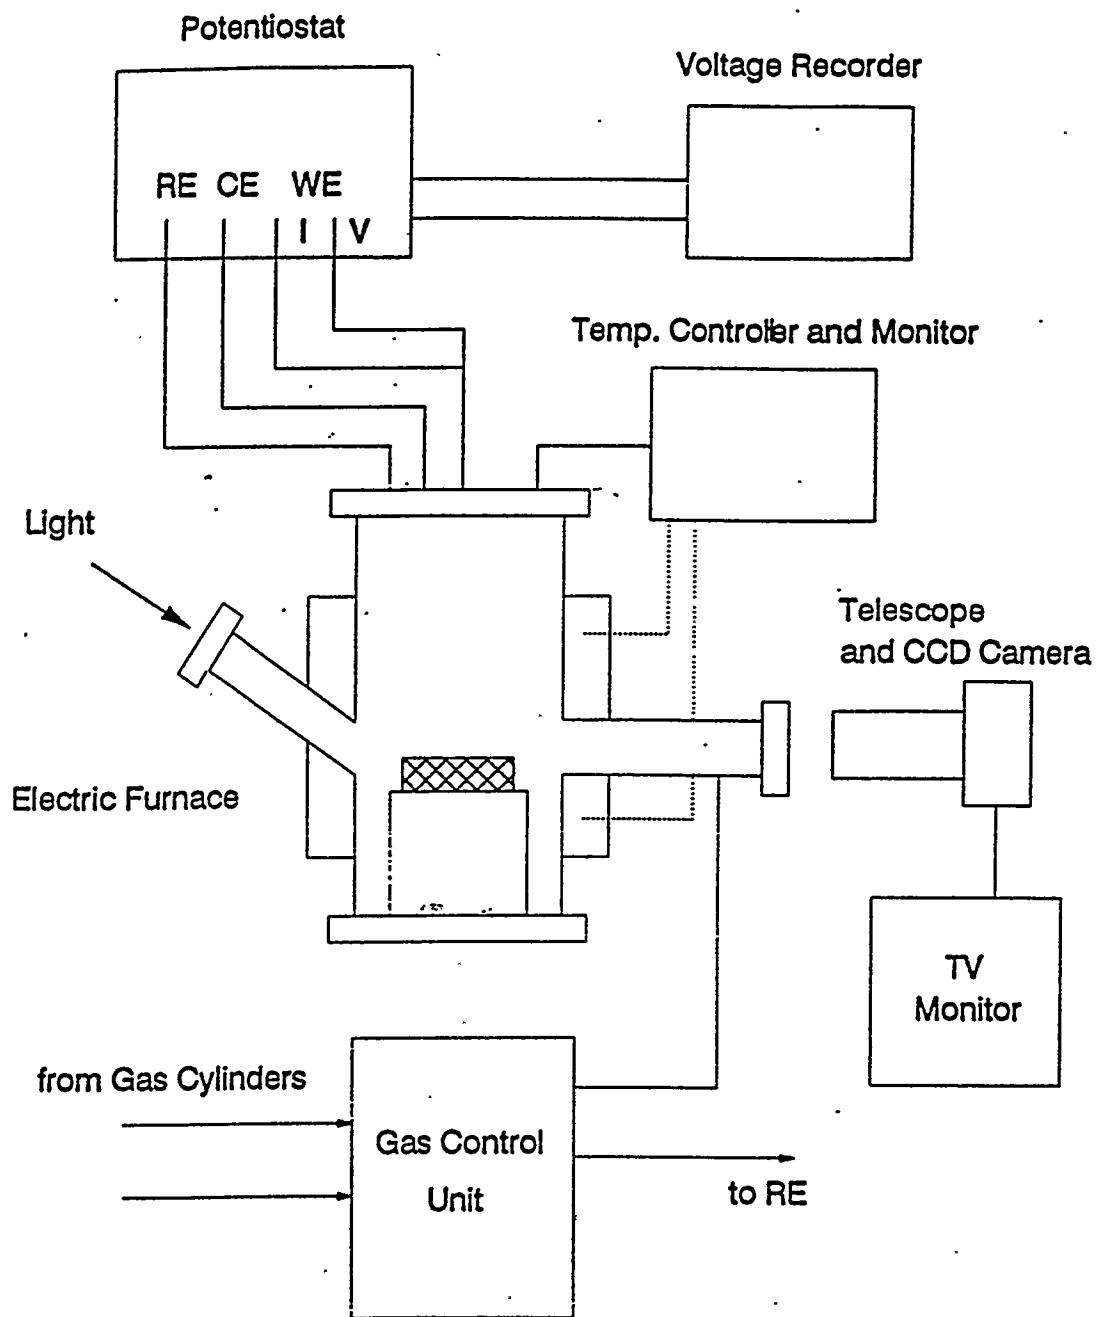 Potentiostat
Voltage Recorder
RE CE WE
I V
Temp. Controller and Monitor
Light
Telescope
and CCD Camera
Electric Furnace
TV
Monitor
from Gas Cylinders
Gas Control
Unit
to RE